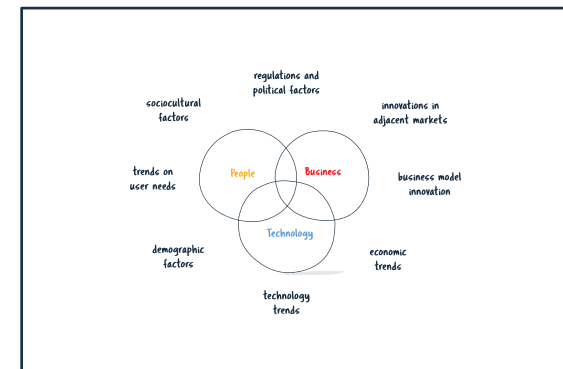 regulations and
political factors
sociocultural
factors
innovations in
adjacent markets
trends on
user needs
People
Business
business model
innovation
Technology
demographic
factors
economic
trends
technology
trends